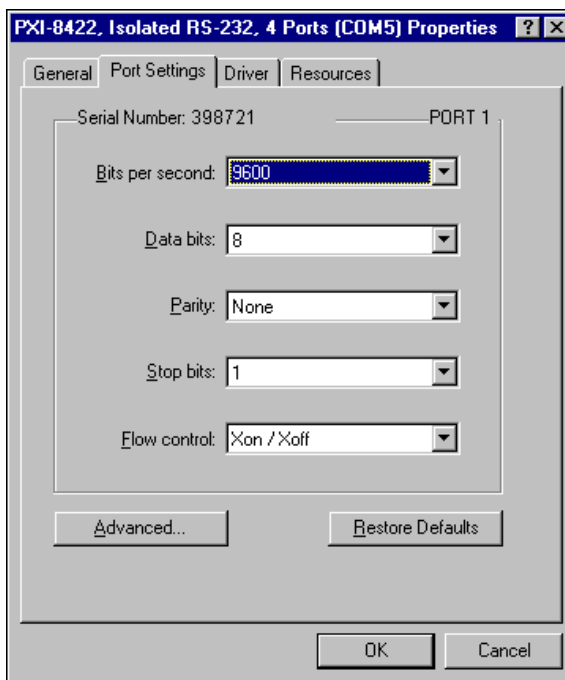 PXI-8422, Isolated RS-232, 4 Ports (COM5) Properties
General Port Settings Driver Resources
Serial Number: 398721 PORT 1
Bits per second: 9600
Data bits: 8
Parity: None
Stop bits: 1
Flow control: Xon / Xoff
Advanced... Restore Defaults
OK Cancel